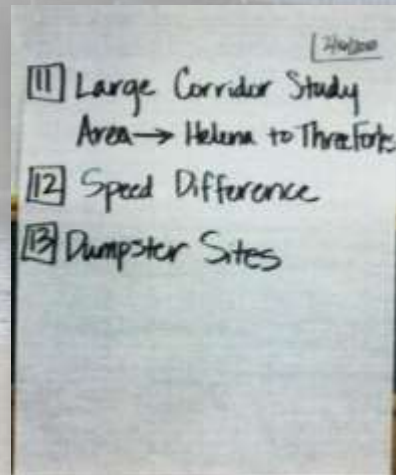 11 Large Corridor Study
Area → Helena to Three Forks
12 Speed Difference
13 Dumpster Sites